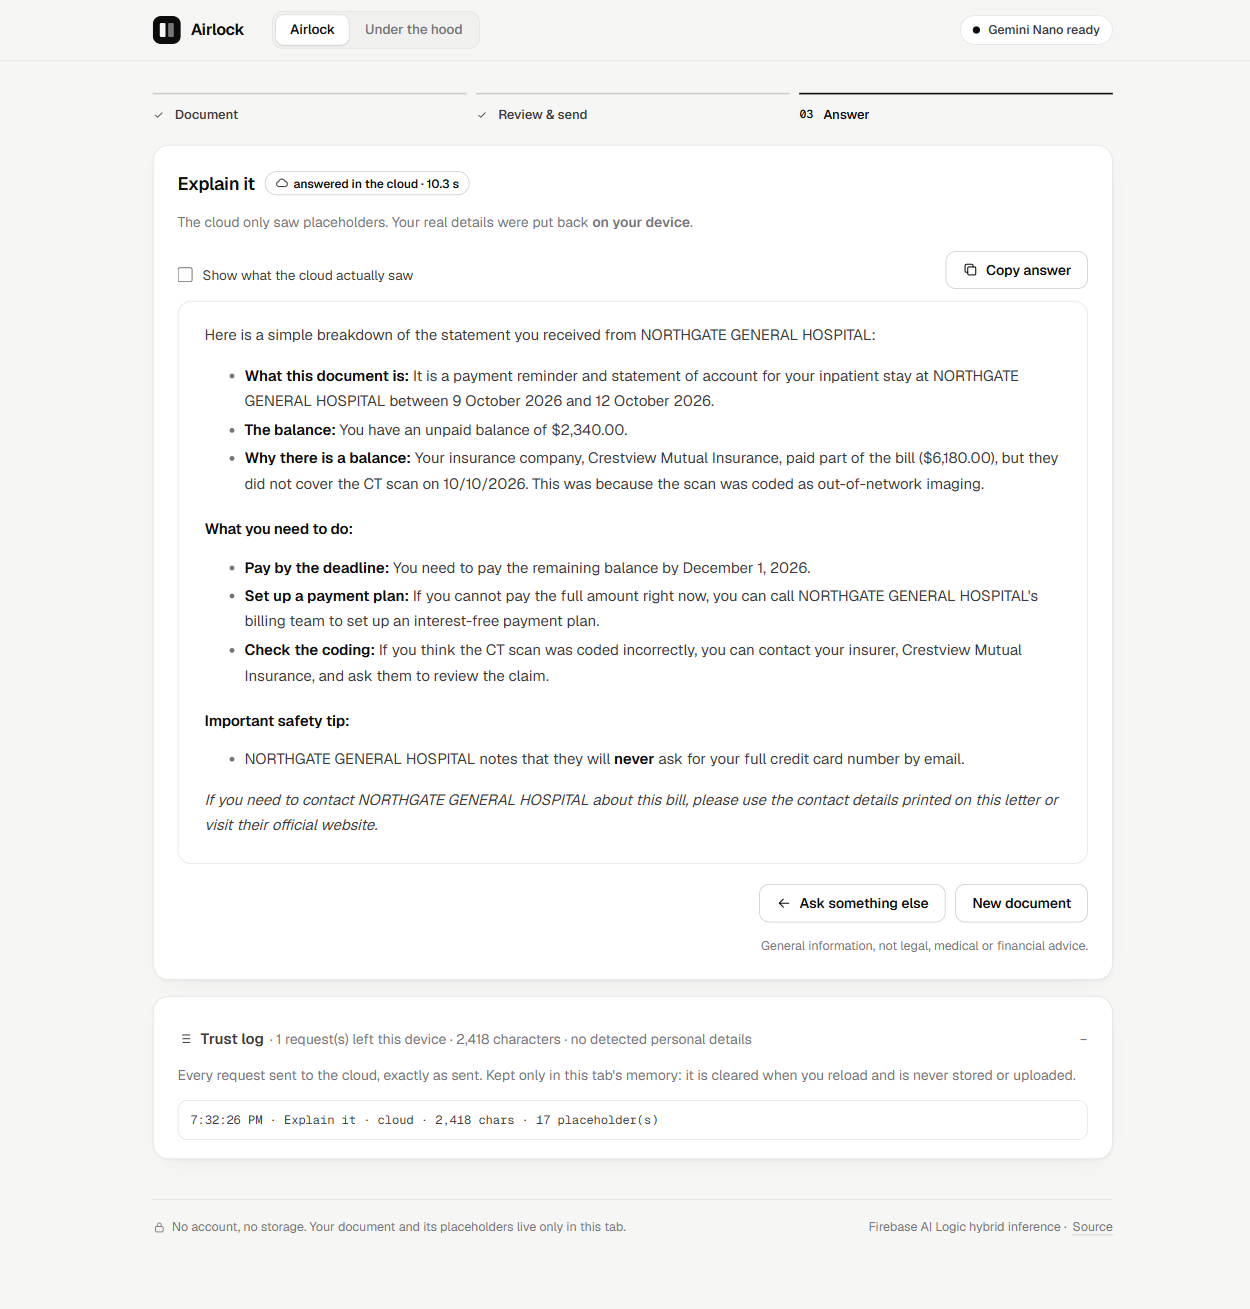 Airlock
Airlock
Under the hood
Gemini Nano ready
Document
Review & send
03 Answer
Explain it
answered in the cloud · 10.3 s
The cloud only saw placeholders. Your real details were put back on your device.
Show what the cloud actually saw
Copy answer
Here is a simple breakdown of the statement you received from NORTHGATE GENERAL HOSPITAL:
• What this document is: It is a payment reminder and statement of account for your inpatient stay at NORTHGATE
GENERAL HOSPITAL between 9 October 2026 and 12 October 2026.
• The balance: You have an unpaid balance of $2,340.00.
• Why there is a balance: Your insurance company, Crestview Mutual Insurance, paid part of the bill ($6,180.00), but they
did not cover the CT scan on 10/10/2026. This was because the scan was coded as out-of-network imaging.
What you need to do:
• Pay by the deadline: You need to pay the remaining balance by December 1, 2026.
• Set up a payment plan: If you cannot pay the full amount right now, you can call NORTHGATE GENERAL HOSPITAL's
billing team to set up an interest-free payment plan.
• Check the coding: If you think the CT scan was coded incorrectly, you can contact your insurer, Crestview Mutual
Insurance, and ask them to review the claim.
Important safety tip:
• NORTHGATE GENERAL HOSPITAL notes that they will never ask for your full credit card number by email.
If you need to contact NORTHGATE GENERAL HOSPITAL about this bill, please use the contact details printed on this letter or
visit their official website.
← Ask something else
New document
General information, not legal, medical or financial advice.
Trust log · 1 request(s) left this device · 2,418 characters · no detected personal details
–
Every request sent to the cloud, exactly as sent. Kept only in this tab's memory: it is cleared when you reload and is never stored or uploaded.
7:32:26 PM · Explain it · cloud · 2,418 chars · 17 placeholder(s)
No account, no storage. Your document and its placeholders live only in this tab.
Firebase AI Logic hybrid inference · Source